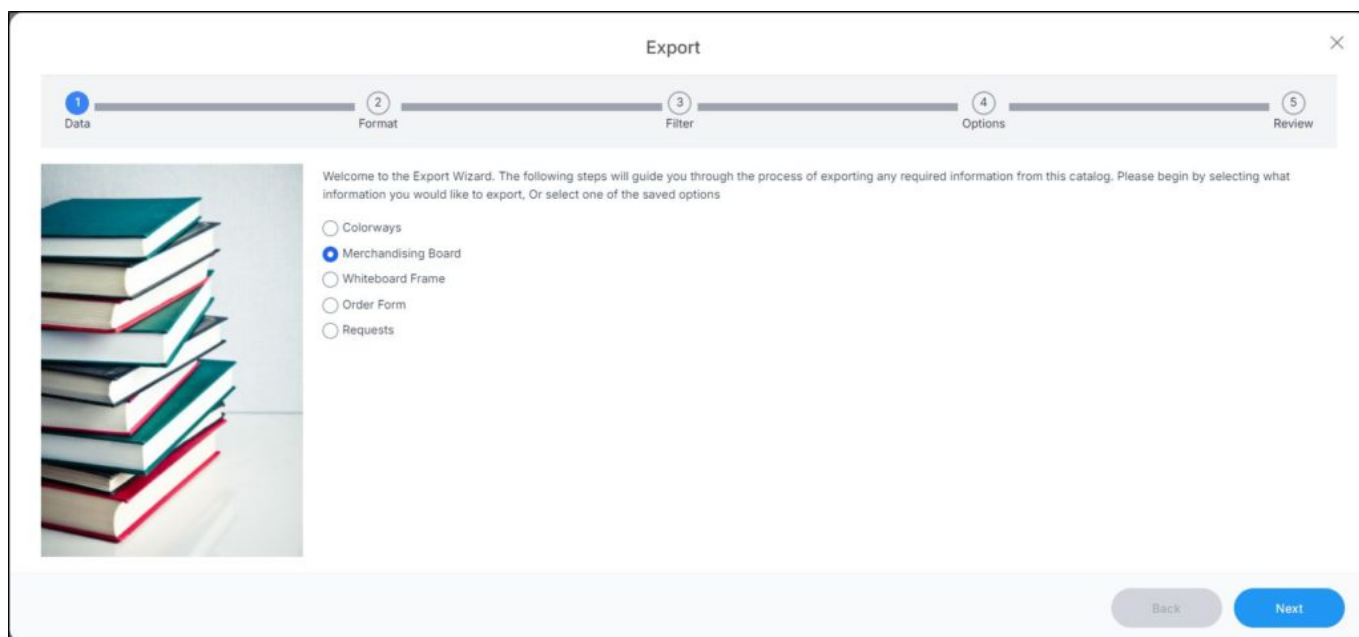 Export
1
Data
2
Format
3
Filter
4
Options
5
Review
Welcome to the Export Wizard. The following steps will guide you through the process of exporting any required information from this catalog. Please begin by selecting what
information you would like to export, Or select one of the saved options
Colorways
Merchandising Board
Whiteboard Frame
Order Form
Requests
Back
Next